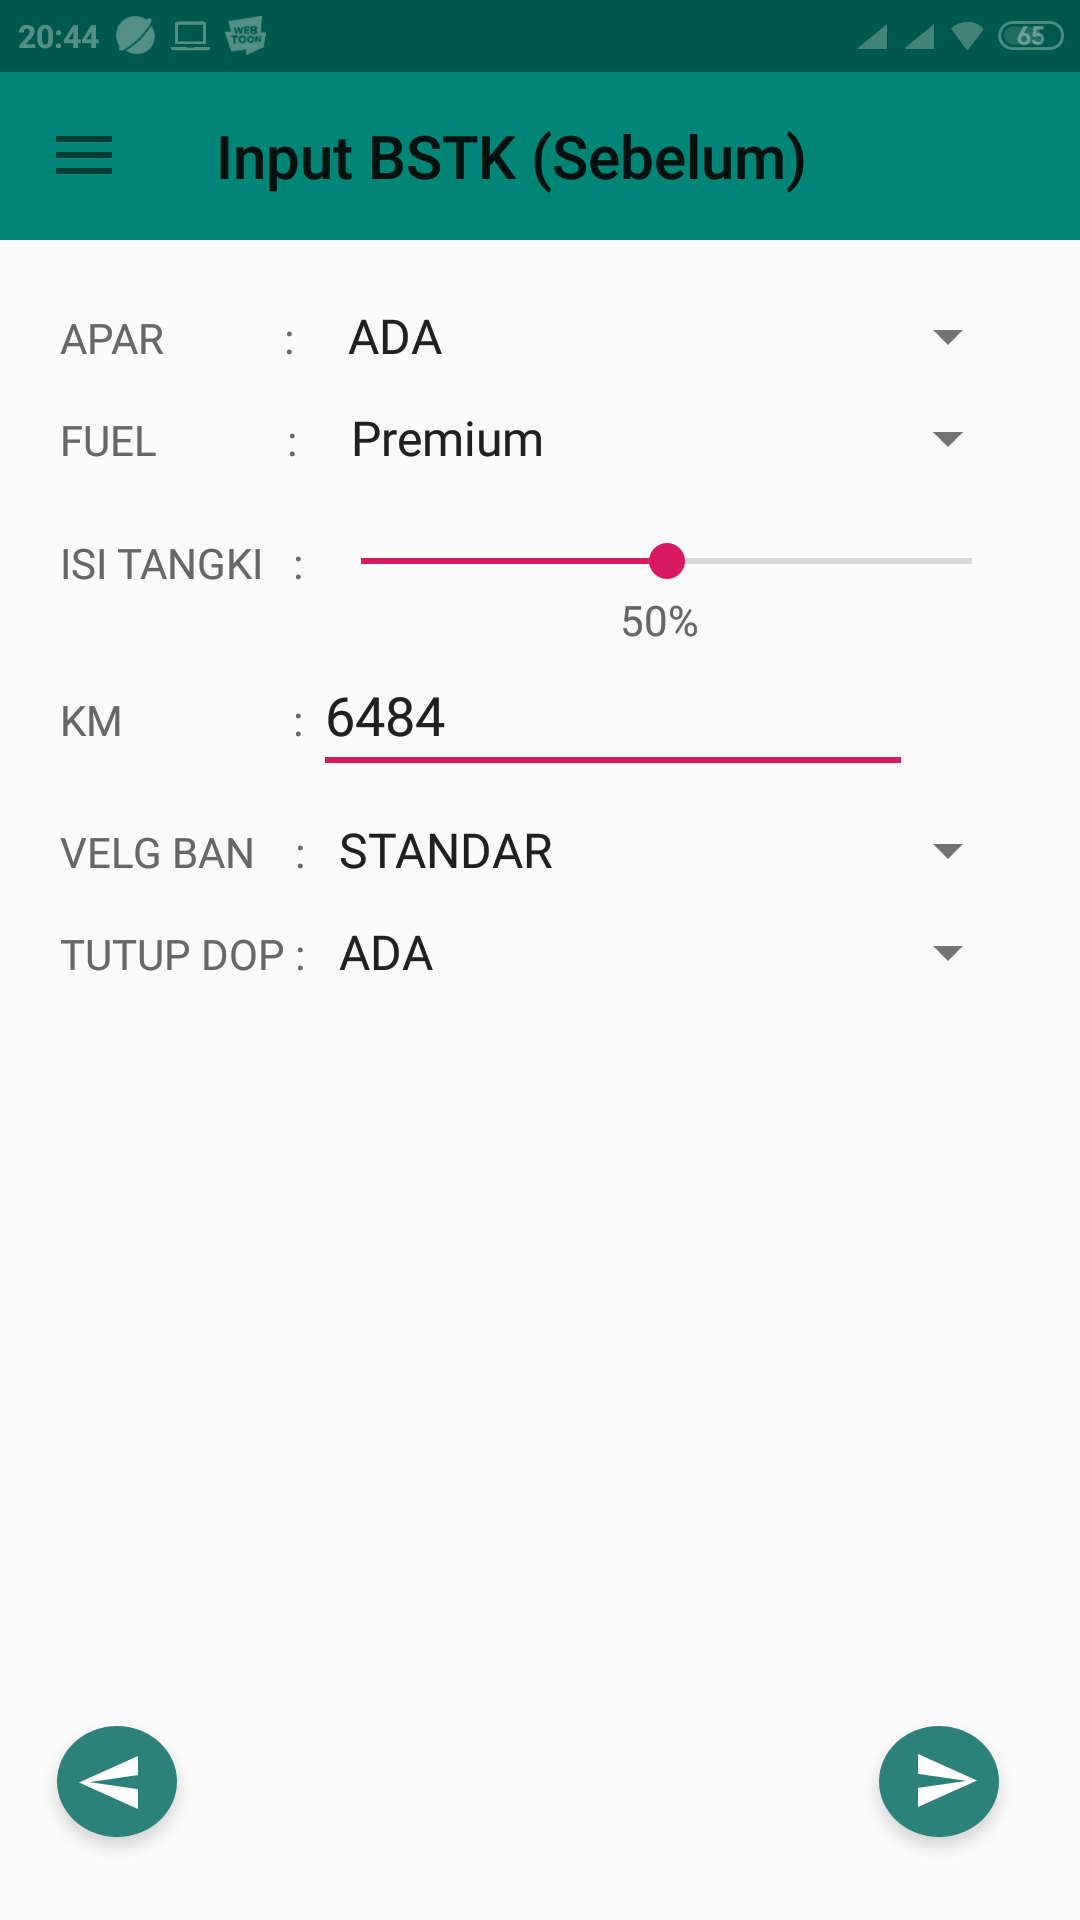 20:44 WEB TOON 65
Input BSTK (Sebelum)
APAR : ADA
FUEL : Premium
ISI TANGKI :
50%
KM : 6484
VELG BAN : STANDAR
TUTUP DOP : ADA